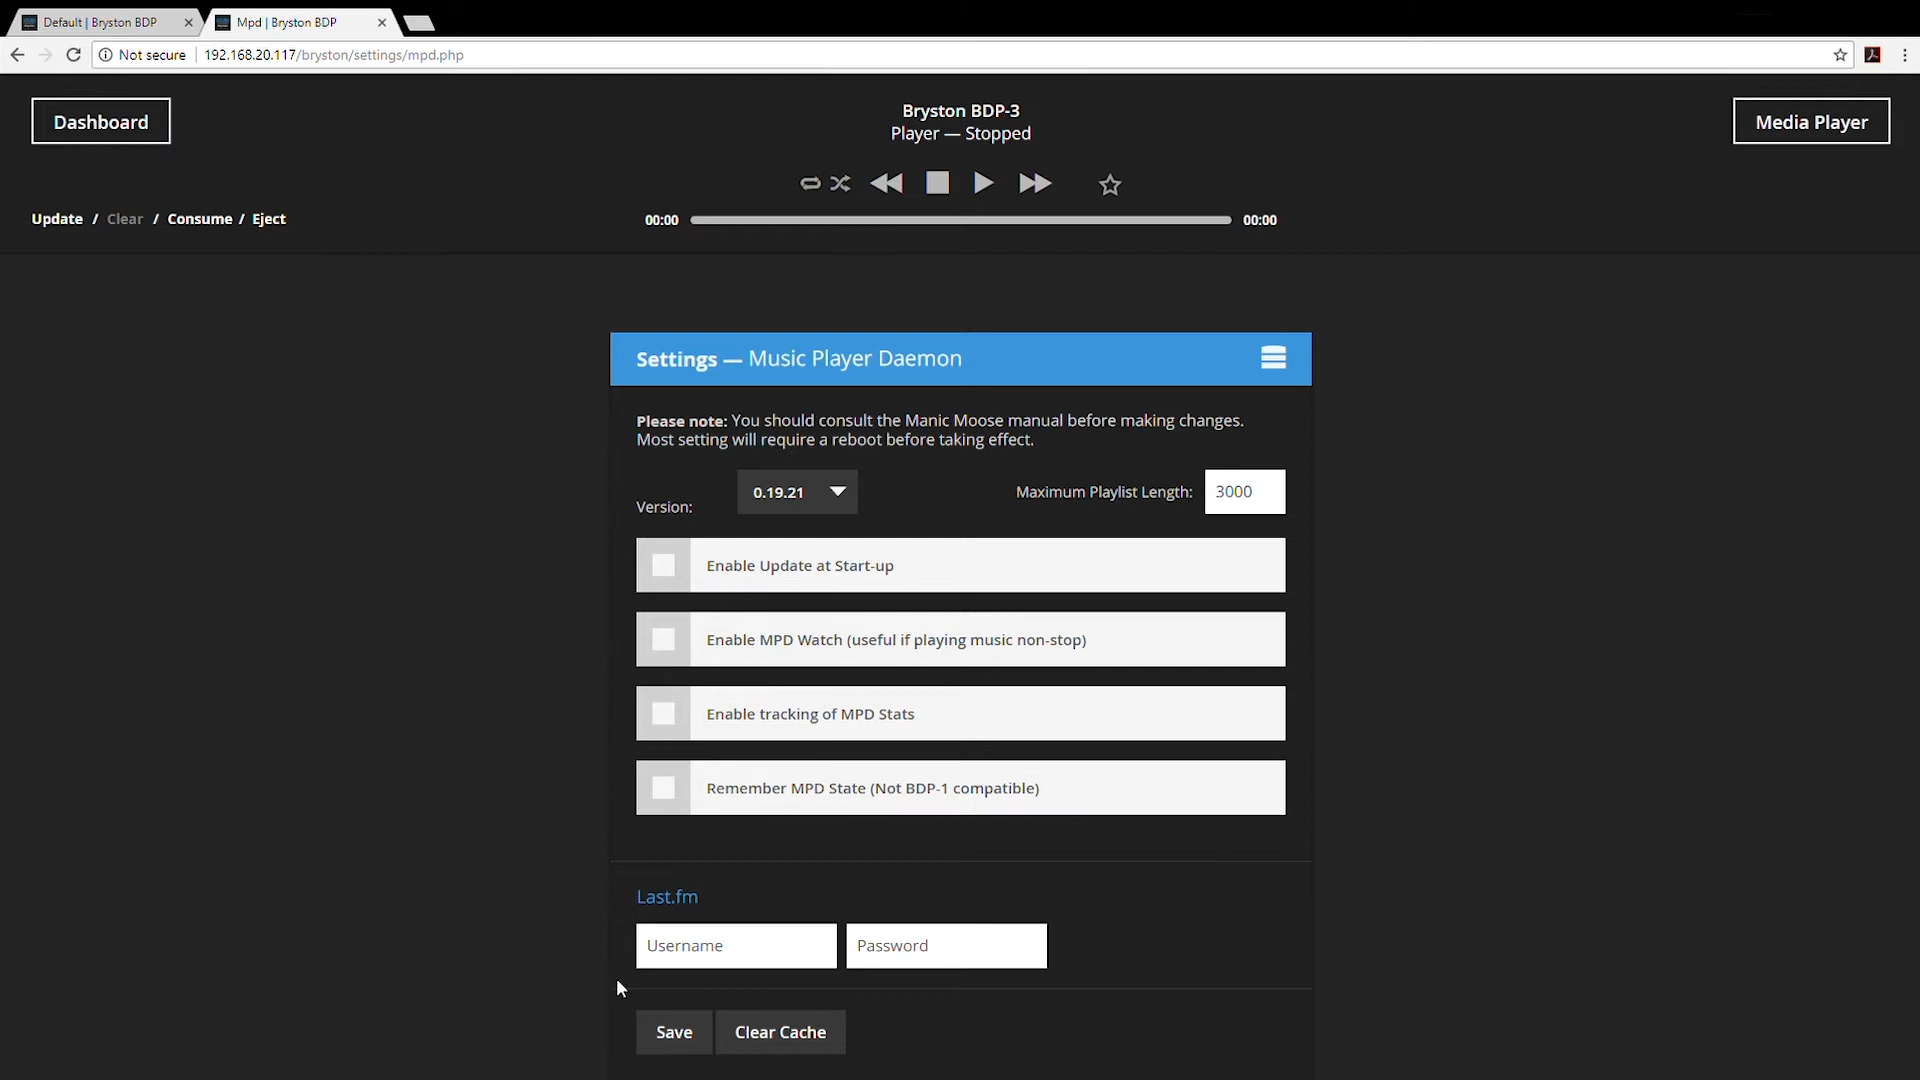 Default | Bryston BDP
Mpd | Bryston BDP
Not secure 192.168.20.117/bryston/settings/mpd.php
Dashboard
Bryston BDP-3
Player — Stopped
Media Player
Update / Clear / Consume / Eject
00:00 00:00
Settings — Music Player Daemon
Please note: You should consult the Manic Moose manual before making changes.
Most setting will require a reboot before taking effect.
Version: 0.19.21 Maximum Playlist Length: 3000
Enable Update at Start-up
Enable MPD Watch (useful if playing music non-stop)
Enable tracking of MPD Stats
Remember MPD State (Not BDP-1 compatible)
Last.fm
Username Password
Save Clear Cache